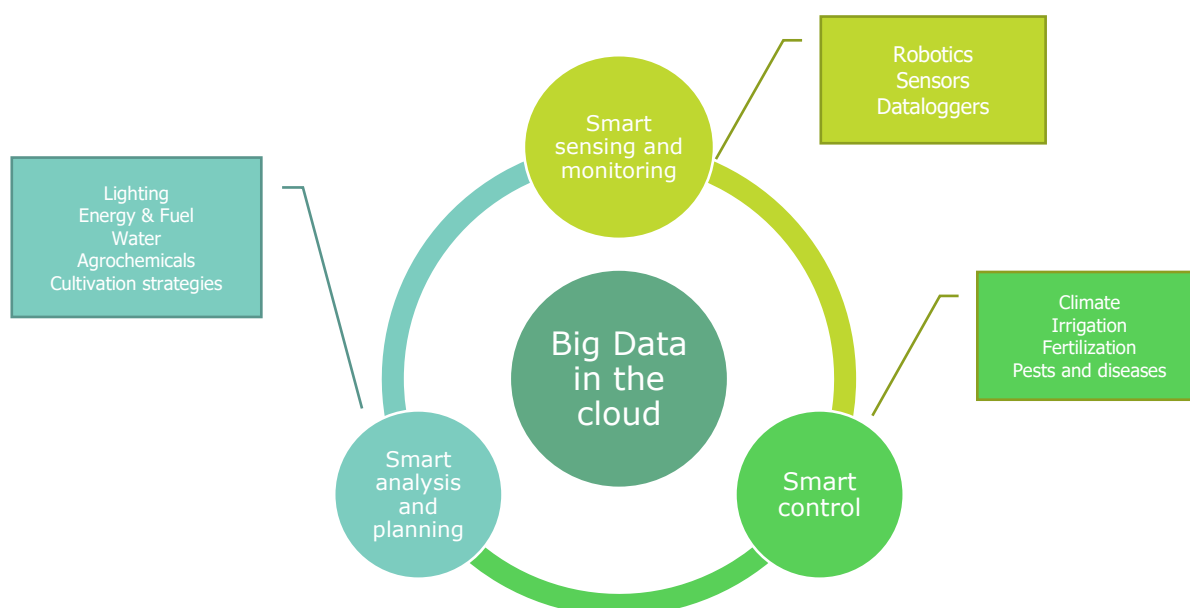 Robotics
Sensors
Dataloggers
Smart
sensing and
monitoring
Lighting
Energy & Fuel
Water
Agrochemicals
Cultivation strategies
Big Data
in the
cloud
Climate
Irrigation
Fertilization
Pests and diseases
Smart
analysis
and
planning
Smart
control